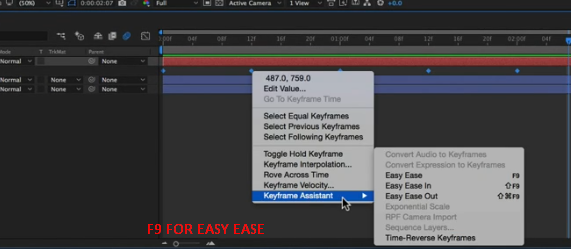 (50%) 0:00:02:07 Full Active Camera 1 View +0.0
Mode T TrkMat Parent
:00f 04f 08f 12f 16f 20f 01:00f 04f 08f 12f 16f 20f 02:00f 04f
Normal None
Normal None None
Normal None None
487.0, 759.0
Edit Value...
Go To Keyframe Time
Select Equal Keyframes
Select Previous Keyframes
Select Following Keyframes
Toggle Hold Keyframe
Keyframe Interpolation...
Rove Across Time
Keyframe Velocity...
Keyframe Assistant
Convert Audio to Keyframes
Convert Expression to Keyframes
Easy Ease F9
Easy Ease In ⇧F9
Easy Ease Out ⇧⌘F9
Exponential Scale
RPF Camera Import
Sequence Layers...
Time-Reverse Keyframes
F9 FOR EASY EASE